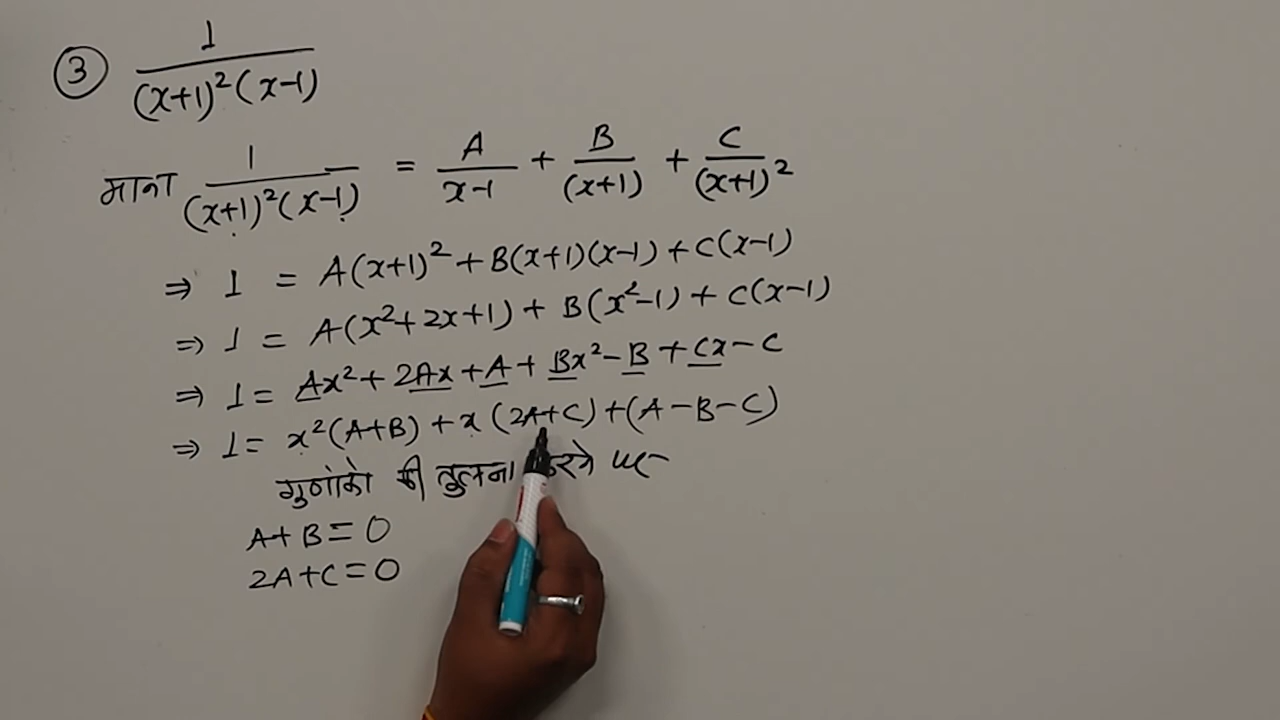 ③ 1/((x+1)²(x-1))
माना 1/((x+1)²(x-1)) = A/(x-1) + B/(x+1) + C/(x+1)²
⇒ 1 = A(x+1)² + B(x+1)(x-1) + C(x-1)
⇒ 1 = A(x²+2x+1) + B(x²-1) + C(x-1)
⇒ 1 = Ax² + 2Ax + A + Bx² - B + Cx - C
⇒ 1 = x²(A+B) + x(2A+C) + (A-B-C)
गुणांको की तुलना करने पर
A+B=0
2A+C=0